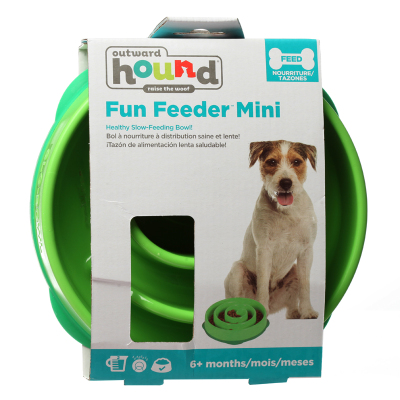 outward
hound
raise the woof
FEED
NOURRITURE/
TAZONES
Fun Feeder™ Mini
Healthy Slow-Feeding Bowl!
Bol à nourriture à distribution saine et lente!
¡Tazón de alimentación lenta saludable!
6+ months/mois/meses